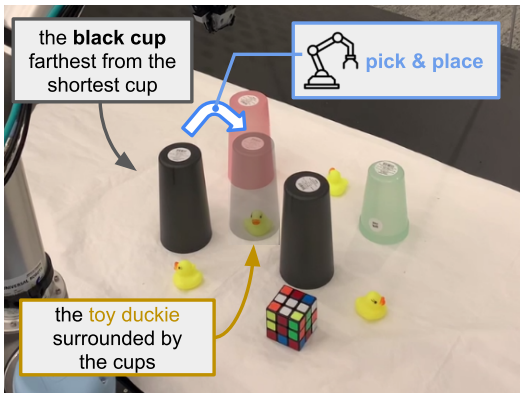 the black cup
farthest from the
shortest cup
pick & place
the toy duckie
surrounded by
the cups